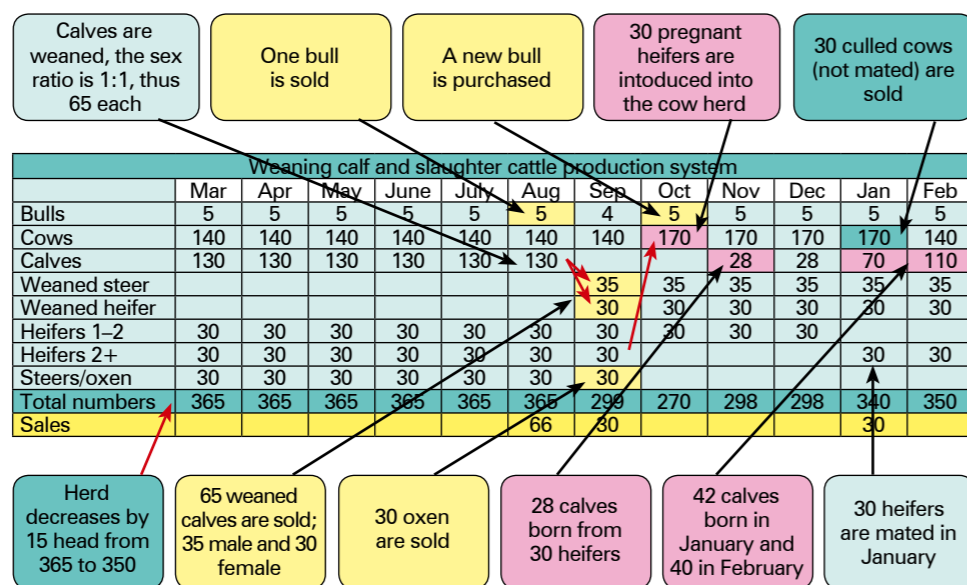 Calves are
weaned, the sex
ratio is 1:1, thus
65 each
One bull
is sold
A new bull
is purchased
30 pregnant
heifers are
intoduced into
the cow herd
30 culled cows
(not mated) are
sold
Weaning calf and slaughter cattle production system
Mar Apr May June July Aug Sep Oct Nov Dec Jan Feb
Bulls 5 5 5 5 5 5 4 5 5 5 5 5
Cows 140 140 140 140 140 140 140 170 170 170 170 140
Calves 130 130 130 130 130 130 28 28 70 110
Weaned steer 35 35 35 35 35 35
Weaned heifer 30 30 30 30 30 30
Heifers 1–2 30 30 30 30 30 30 30 30 30 30
Heifers 2+ 30 30 30 30 30 30 30 30 30
Steers/oxen 30 30 30 30 30 30 30
Total numbers 365 365 365 365 365 365 299 270 298 298 340 350
Sales 66 30 30
Herd
decreases by
15 head from
365 to 350
65 weaned
calves are sold;
35 male and 30
female
30 oxen
are sold
28 calves
born from
30 heifers
42 calves
born in
January and
40 in February
30 heifers
are mated in
January